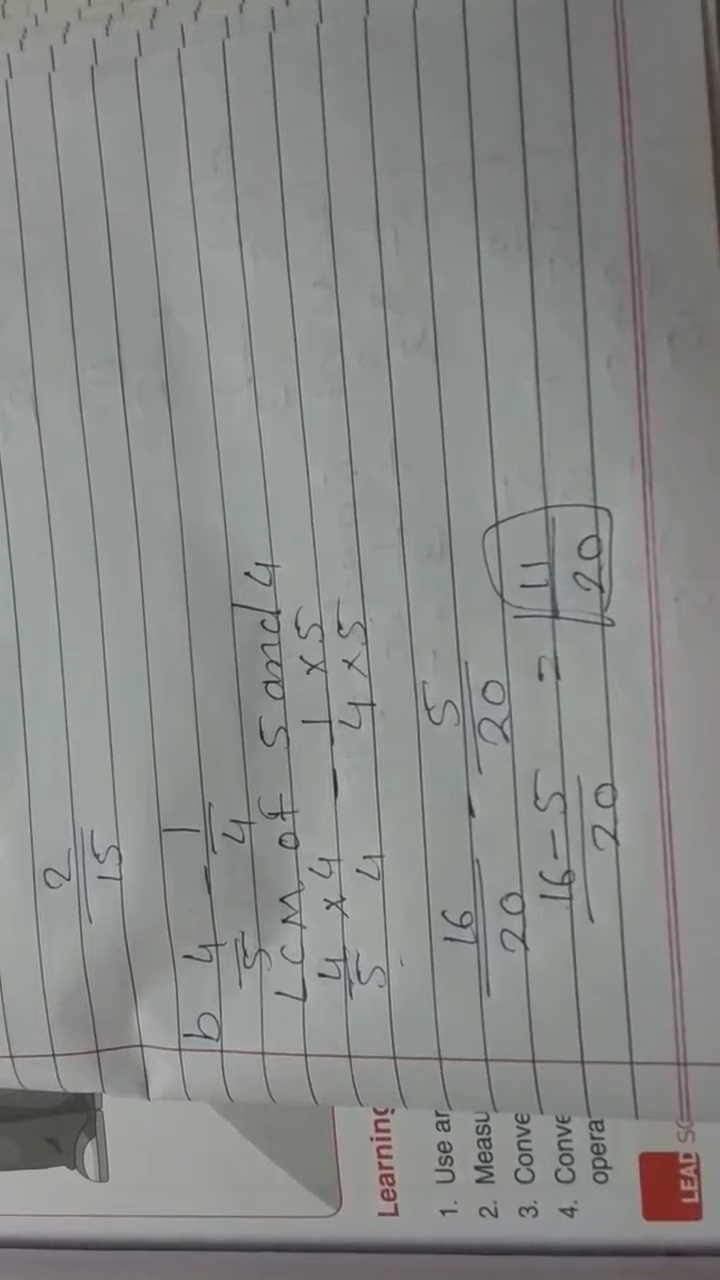 2/15
b 4/5 - 1/4
LCM of 5 and 4
4/5 × 4/4 - 1×5/4×5
16/20 - 5/20
16-5/20 = 11/20
Learning
1. Use ar
2. Measu
3. Conve
4. Conve
opera
LEAD SC